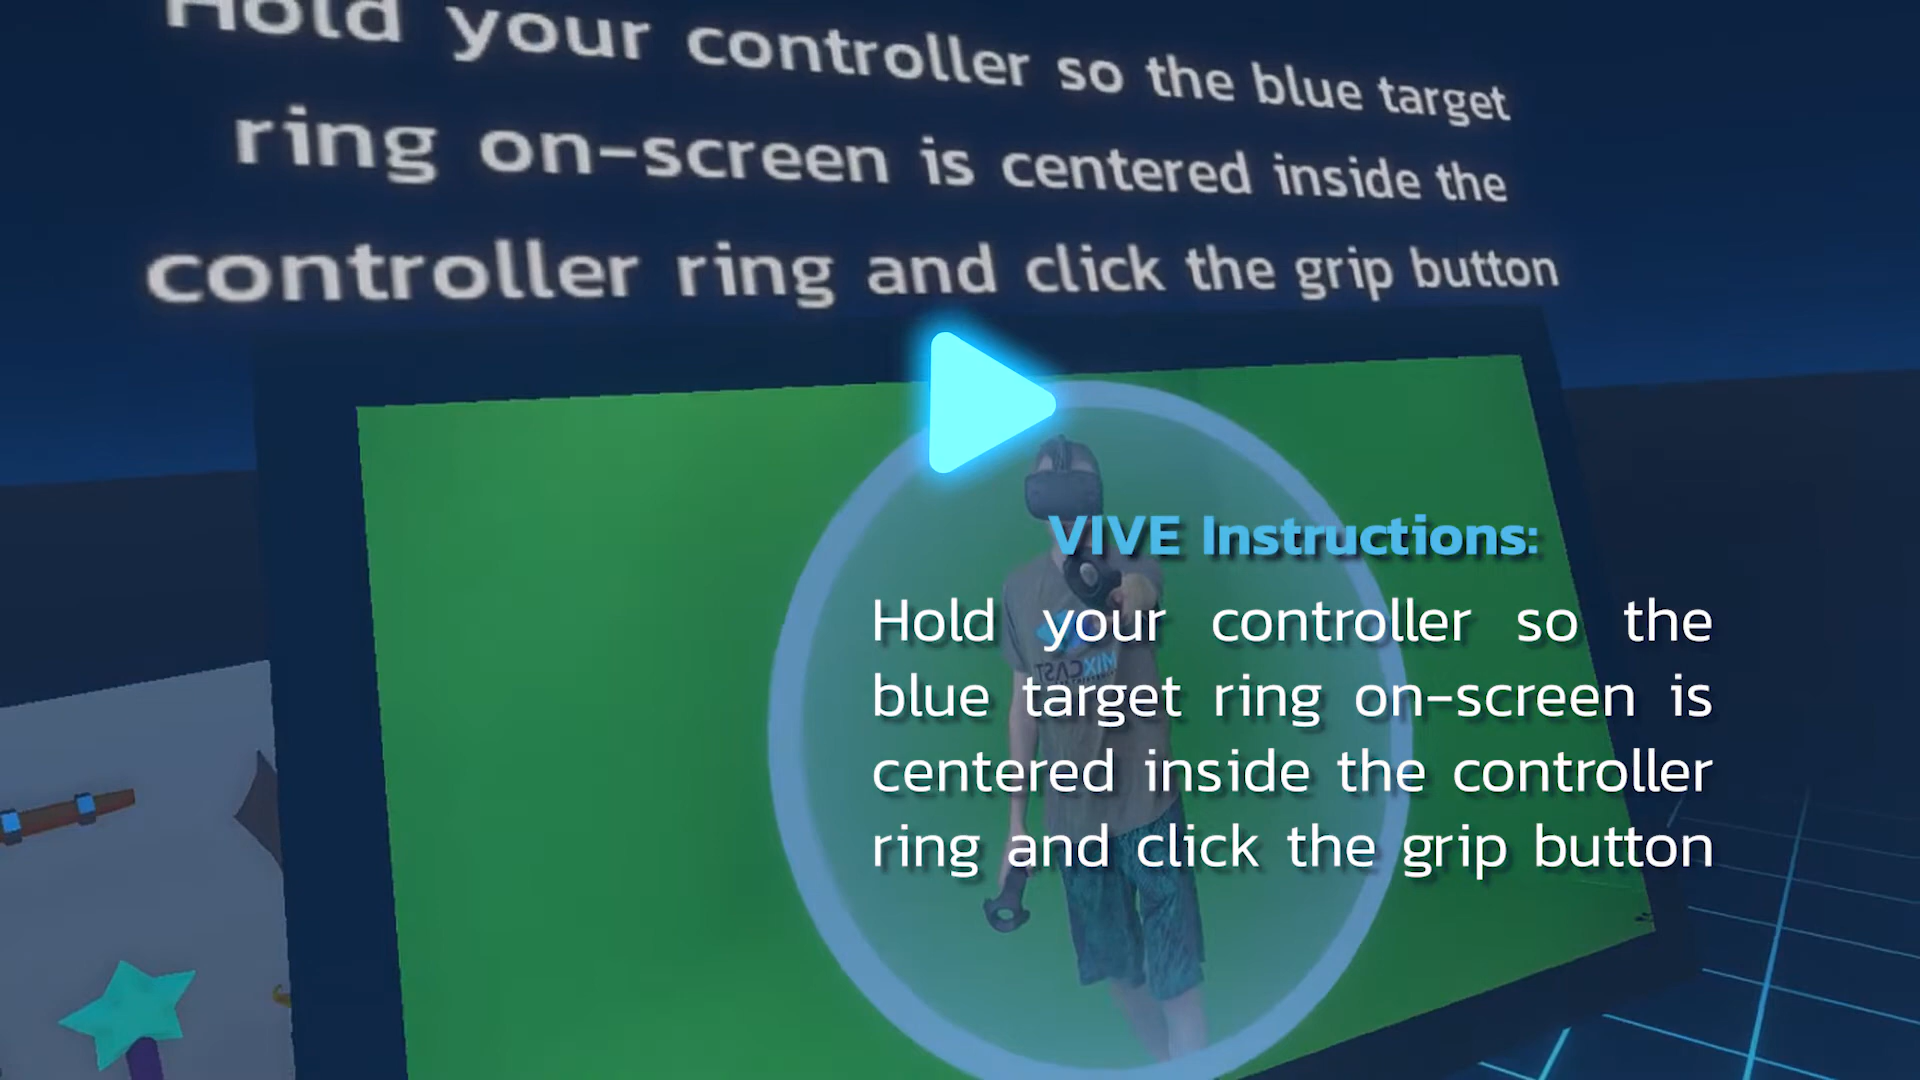 Hold your controller so the blue target
ring on-screen is centered inside the
controller ring and click the grip button
VIVE Instructions:
Hold your controller so the
blue target ring on-screen is
centered inside the controller
ring and click the grip button
MIXCAST